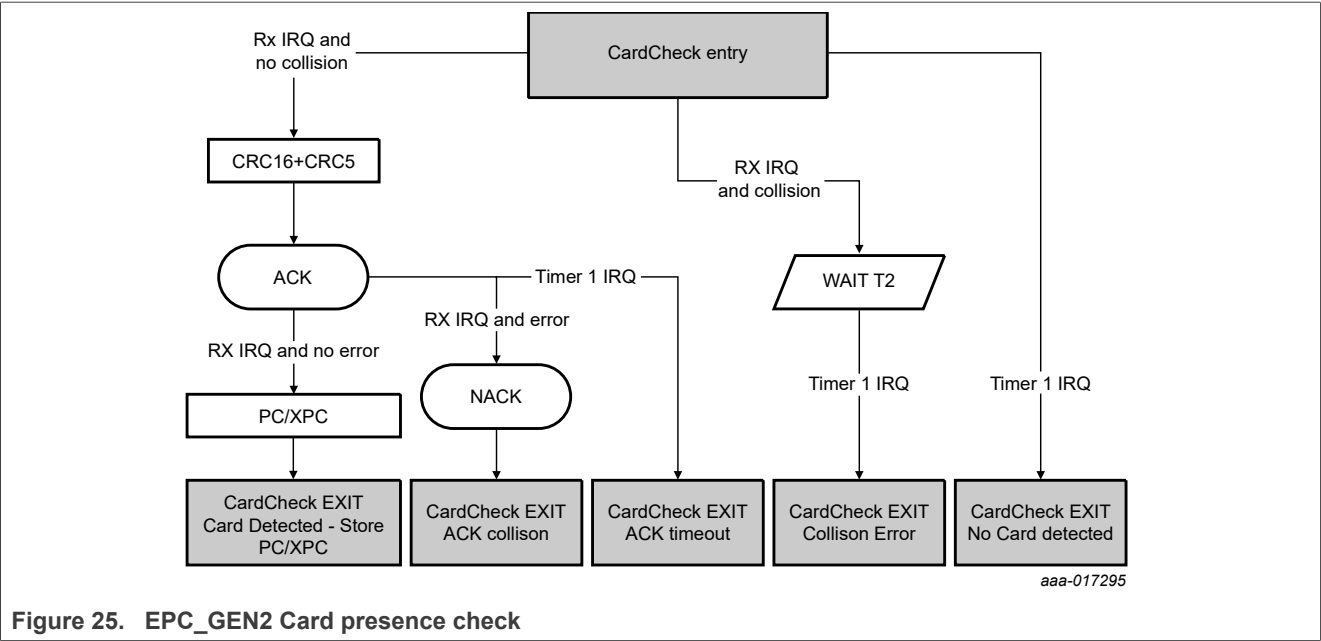 CardCheck entry
Rx IRQ and
no collision
CRC16+CRC5
RX IRQ
and collision
ACK
Timer 1 IRQ
WAIT T2
RX IRQ and error
RX IRQ and no error
NACK
Timer 1 IRQ
Timer 1 IRQ
PC/XPC
CardCheck EXIT
Card Detected - Store
PC/XPC
CardCheck EXIT
ACK collison
CardCheck EXIT
ACK timeout
CardCheck EXIT
Collison Error
CardCheck EXIT
No Card detected
aaa-017295
Figure 25. EPC_GEN2 Card presence check